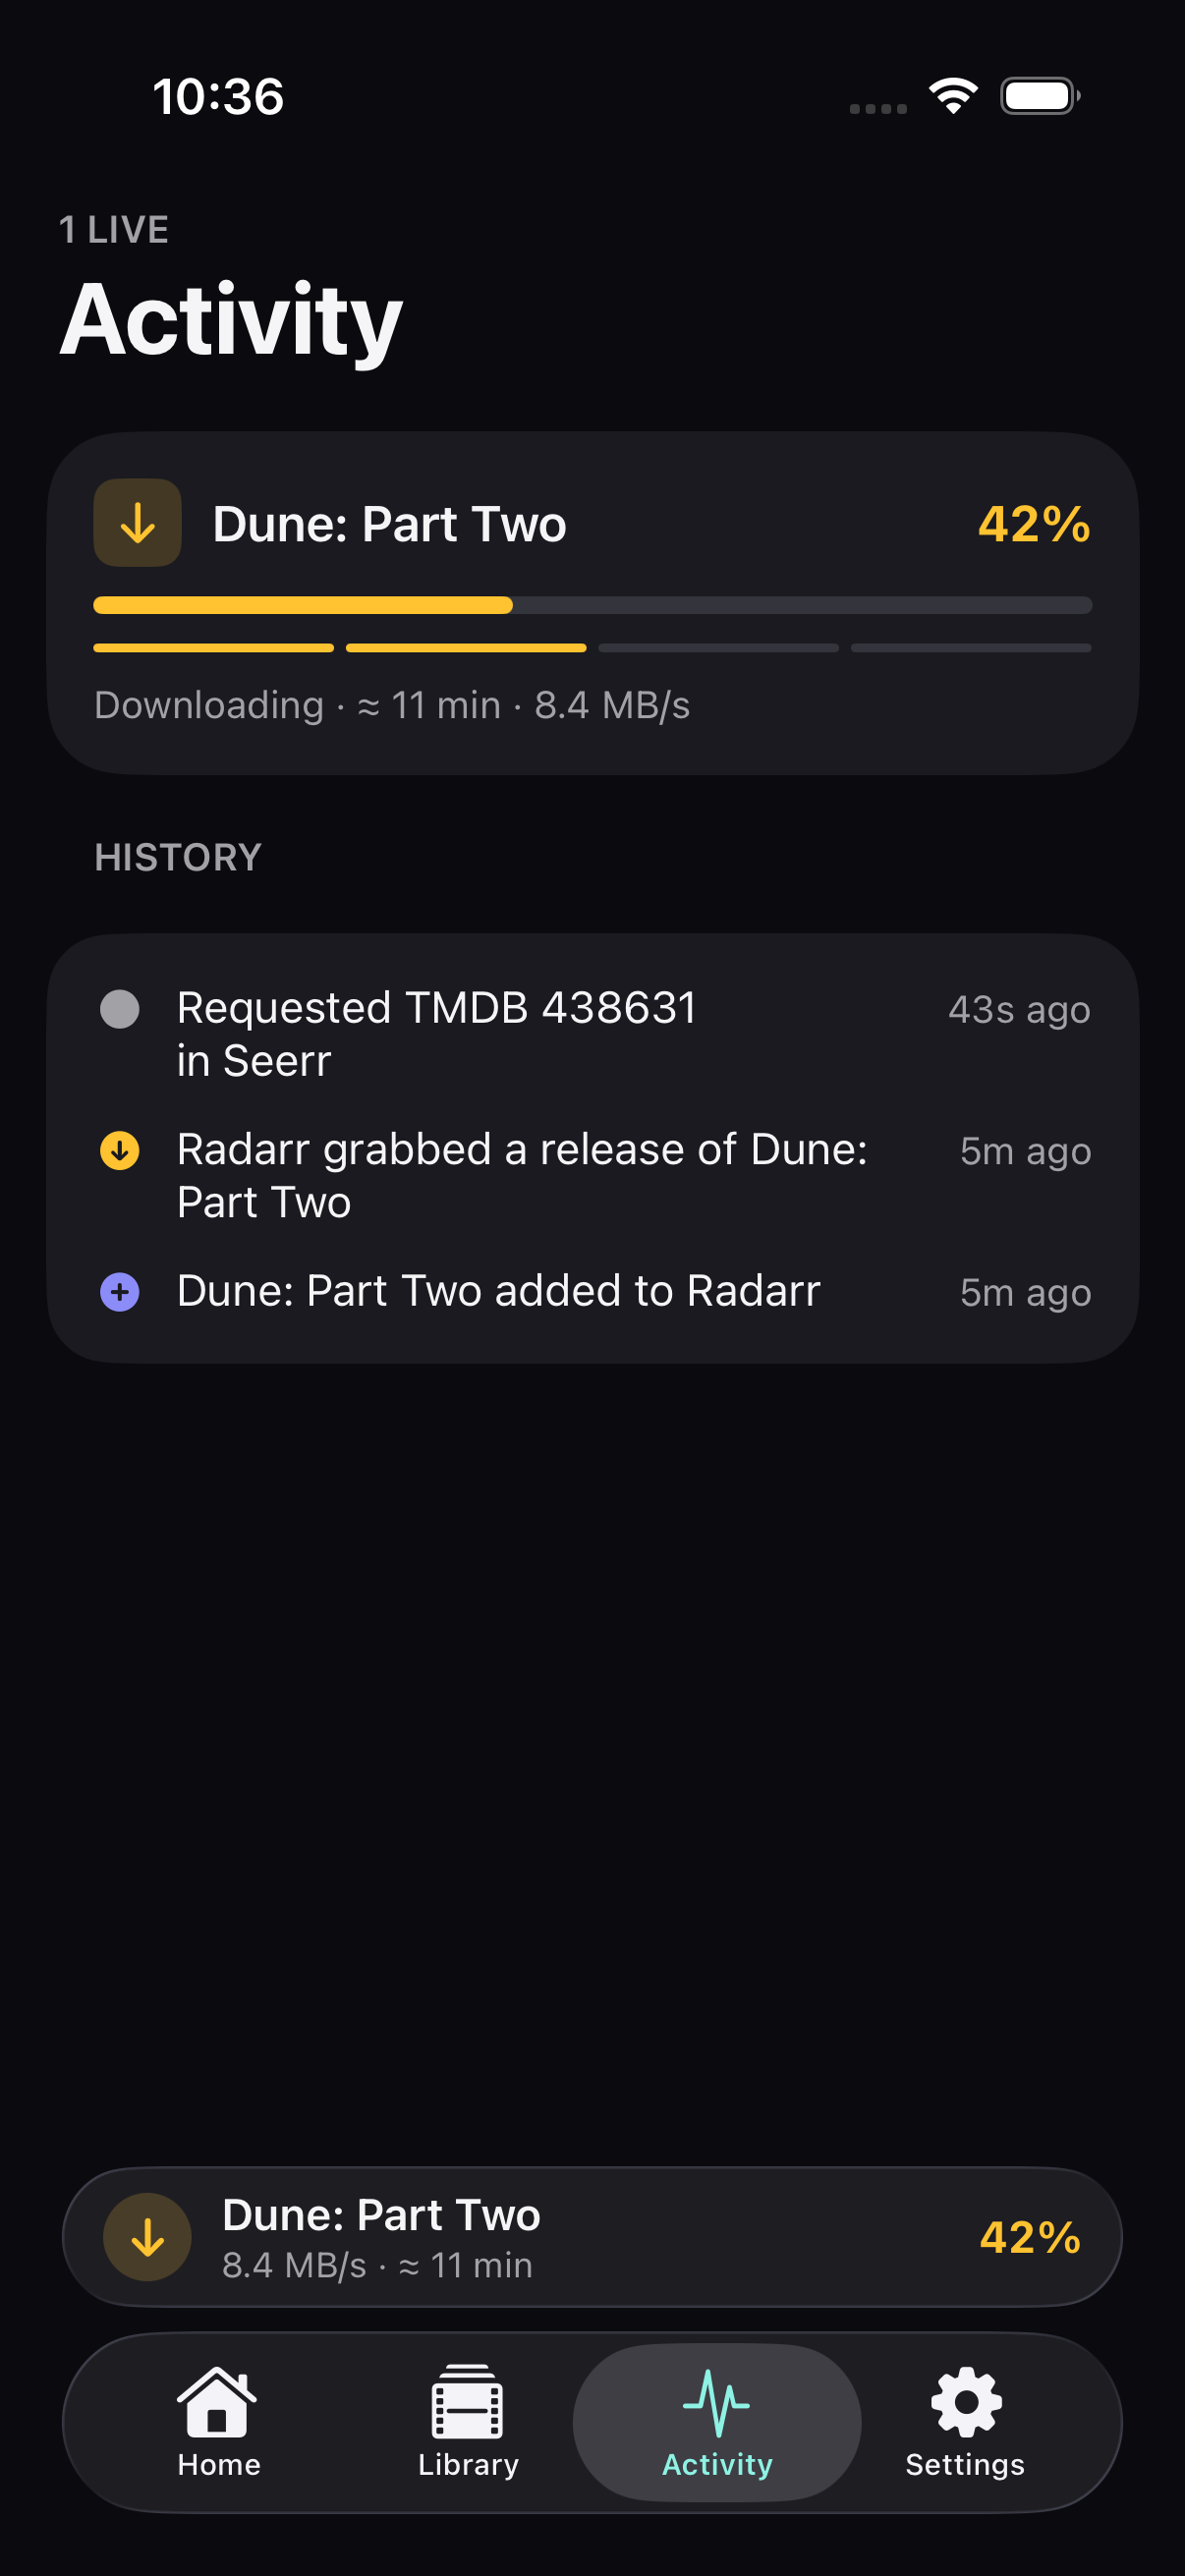 10:36
1 LIVE
Activity
Dune: Part Two
42%
Downloading · ≈ 11 min · 8.4 MB/s
HISTORY
Requested TMDB 438631
in Seerr
43s ago
Radarr grabbed a release of Dune:
Part Two
5m ago
Dune: Part Two added to Radarr
5m ago
Dune: Part Two
8.4 MB/s · ≈ 11 min
42%
Home
Library
Activity
Settings